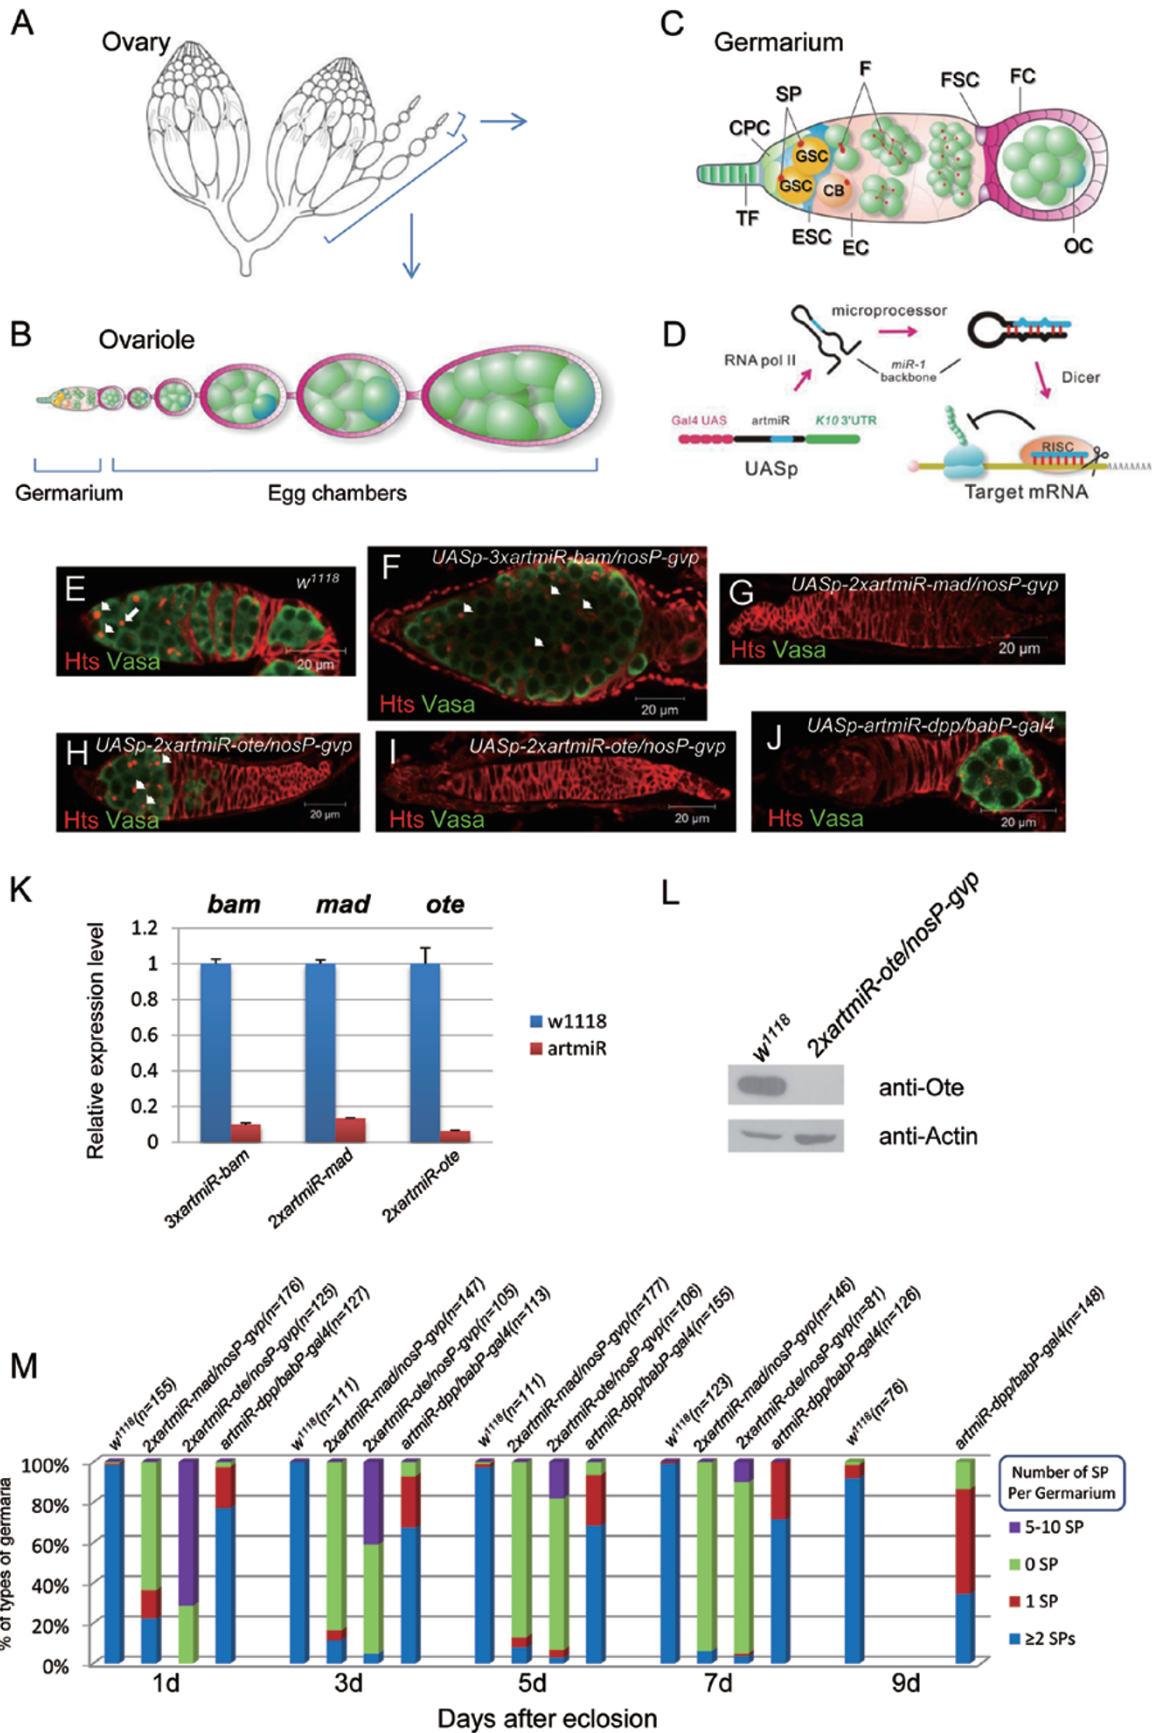 A
Ovary
C
Germarium
F
SP
FSC
FC
CPC
GSC
GSC
CB
TF
ESC
EC
OC
B
Ovariole
Germarium
Egg chambers
D
microprocessor
RNA pol II
miR-1
backbone
Dicer
Gal4 UAS
artmiR
K10 3'UTR
UASp
RISC
Target mRNA
E
w1118
Hts Vasa
20 µm
F
UASp-3xartmiR-bam/nosP-gvp
Hts Vasa
20 µm
G
UASp-2xartmiR-mad/nosP-gvp
Hts Vasa
20 µm
H
UASp-2xartmiR-ote/nosP-gvp
Hts Vasa
20 µm
I
UASp-2xartmiR-ote/nosP-gvp
Hts Vasa
20 µm
J
UASp-artmiR-dpp/babP-gal4
Hts Vasa
20 µm
K
bam mad ote
Relative expression level
1.2
1
0.8
0.6
0.4
0.2
0
w1118
artmiR
3xartmiR-bam
2xartmiR-mad
2xartmiR-ote
L
w1118
2xartmiR-ote/nosP-gvp
anti-Ote
anti-Actin
M
w1118(n=155)
2xartmiR-mad/nosP-gvp(n=176)
2xartmiR-ote/nosP-gvp(n=125)
artmiR-dpp/babP-gal4(n=127)
w1118(n=111)
2xartmiR-mad/nosP-gvp(n=147)
2xartmiR-ote/nosP-gvp(n=105)
artmiR-dpp/babP-gal4(n=113)
w1118(n=111)
2xartmiR-mad/nosP-gvp(n=177)
2xartmiR-ote/nosP-gvp(n=106)
artmiR-dpp/babP-gal4(n=155)
w1118(n=123)
2xartmiR-mad/nosP-gvp(n=146)
2xartmiR-ote/nosP-gvp(n=81)
artmiR-dpp/babP-gal4(n=126)
w1118(n=76)
artmiR-dpp/babP-gal4(n=148)
% of types of germaria
100%
80%
60%
40%
20%
0%
1d
3d
5d
7d
9d
Days after eclosion
Number of SP
Per Germarium
5-10 SP
0 SP
1 SP
≥2 SPs